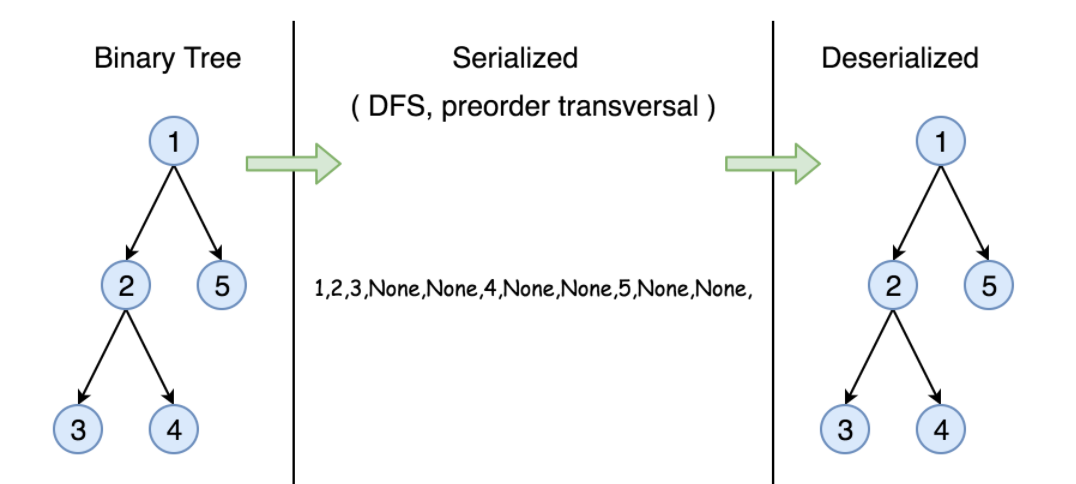 Binary Tree
Serialized
( DFS, preorder transversal )
Deserialized
1
2
5
3
4
1,2,3,None,None,4,None,None,5,None,None,
1
2
5
3
4